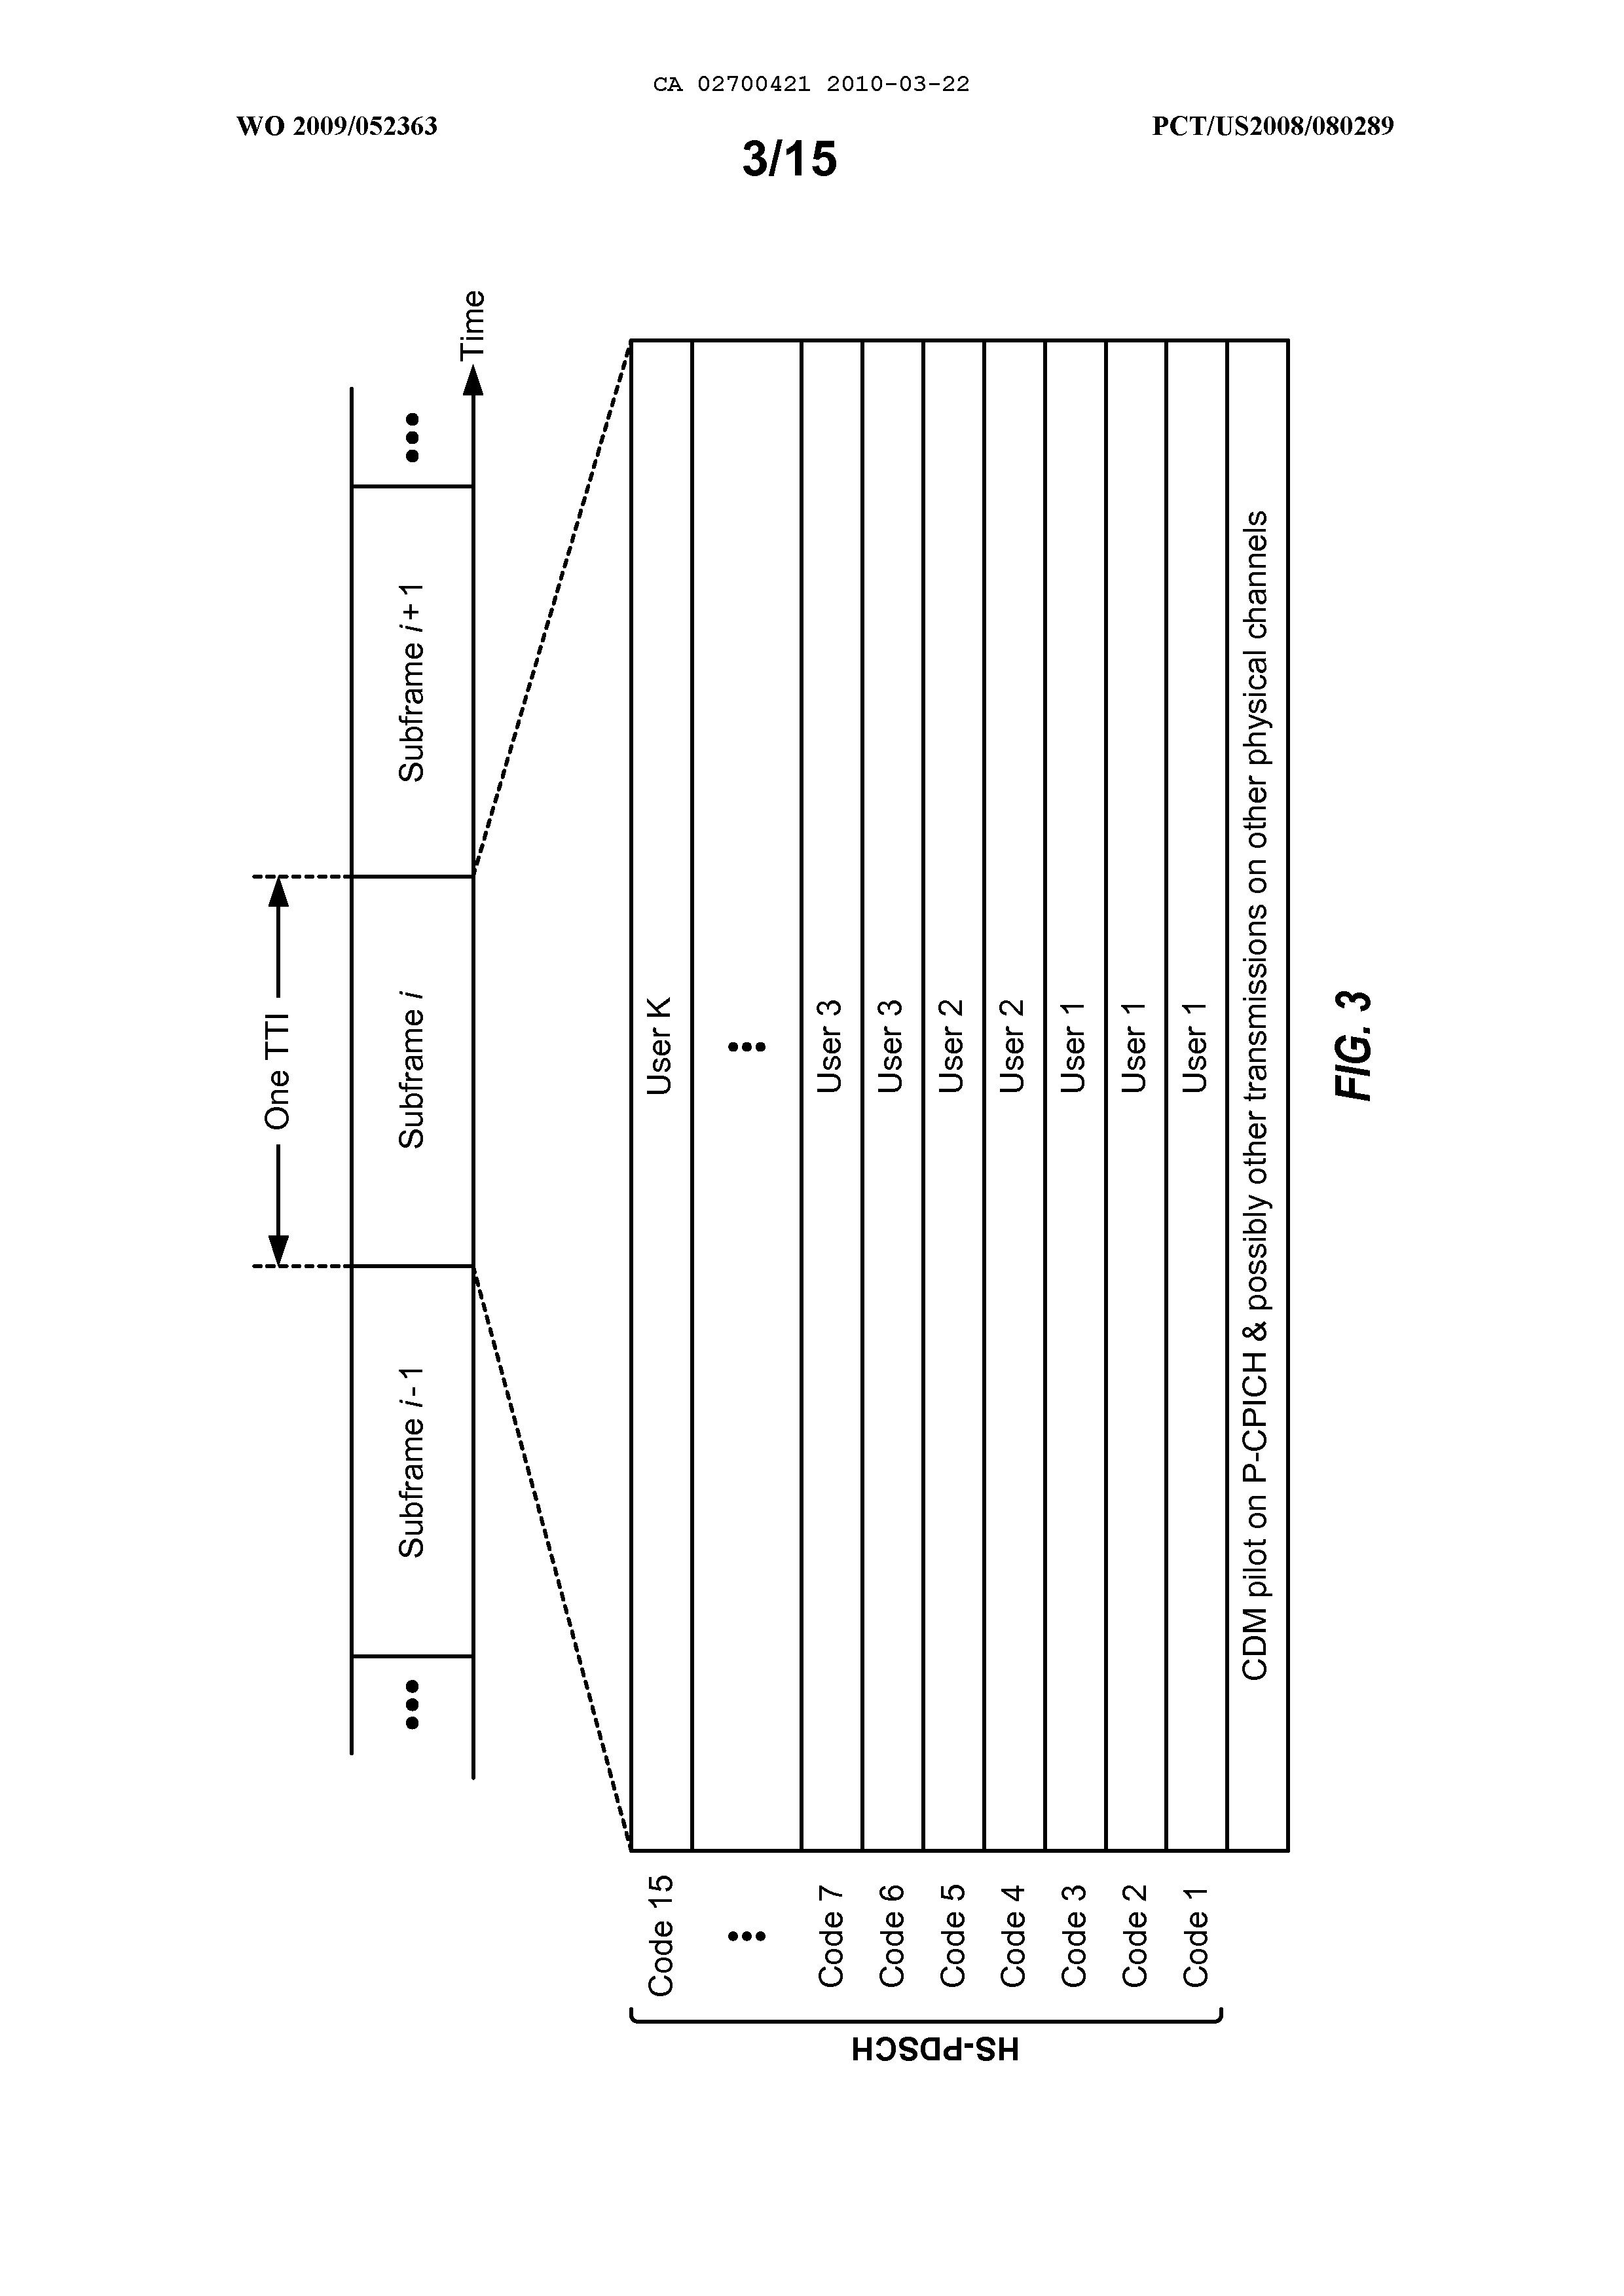 CA 02700421 2010-03-22
WO 2009/052363
PCT/US2008/080289
3/15
One TTI
••• Subframe i - 1 Subframe i Subframe i + 1 •••
Time
Code 15 User K
••• •••
Code 7 User 3
Code 6 User 3
Code 5 User 2
Code 4 User 2
Code 3 User 1
Code 2 User 1
Code 1 User 1
HS-PDSCH
CDM pilot on P-CPICH & possibly other transmissions on other physical channels
FIG. 3